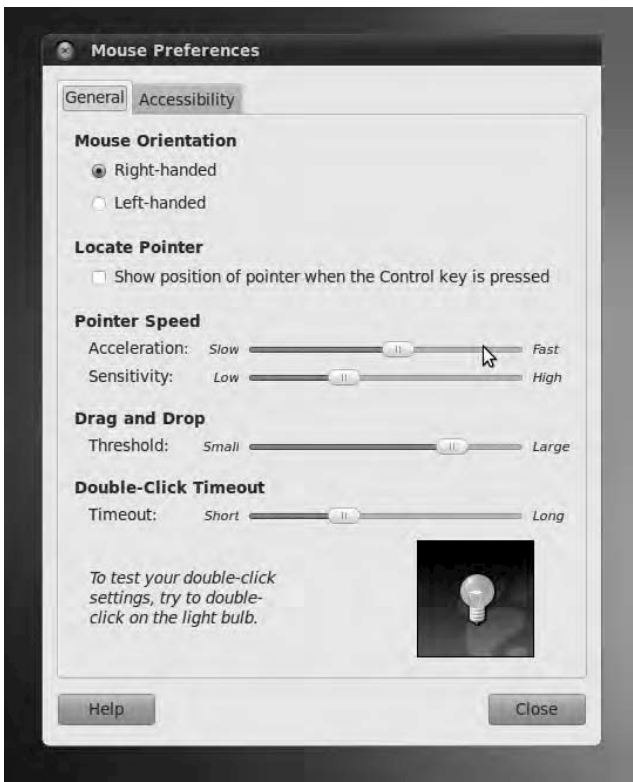 Mouse Preferences
General Accessibility
Mouse Orientation
Right-handed
Left-handed
Locate Pointer
Show position of pointer when the Control key is pressed
Pointer Speed
Acceleration: Slow Fast
Sensitivity: Low High
Drag and Drop
Threshold: Small Large
Double-Click Timeout
Timeout: Short Long
To test your double-click
settings, try to double-
click on the light bulb.
Help Close